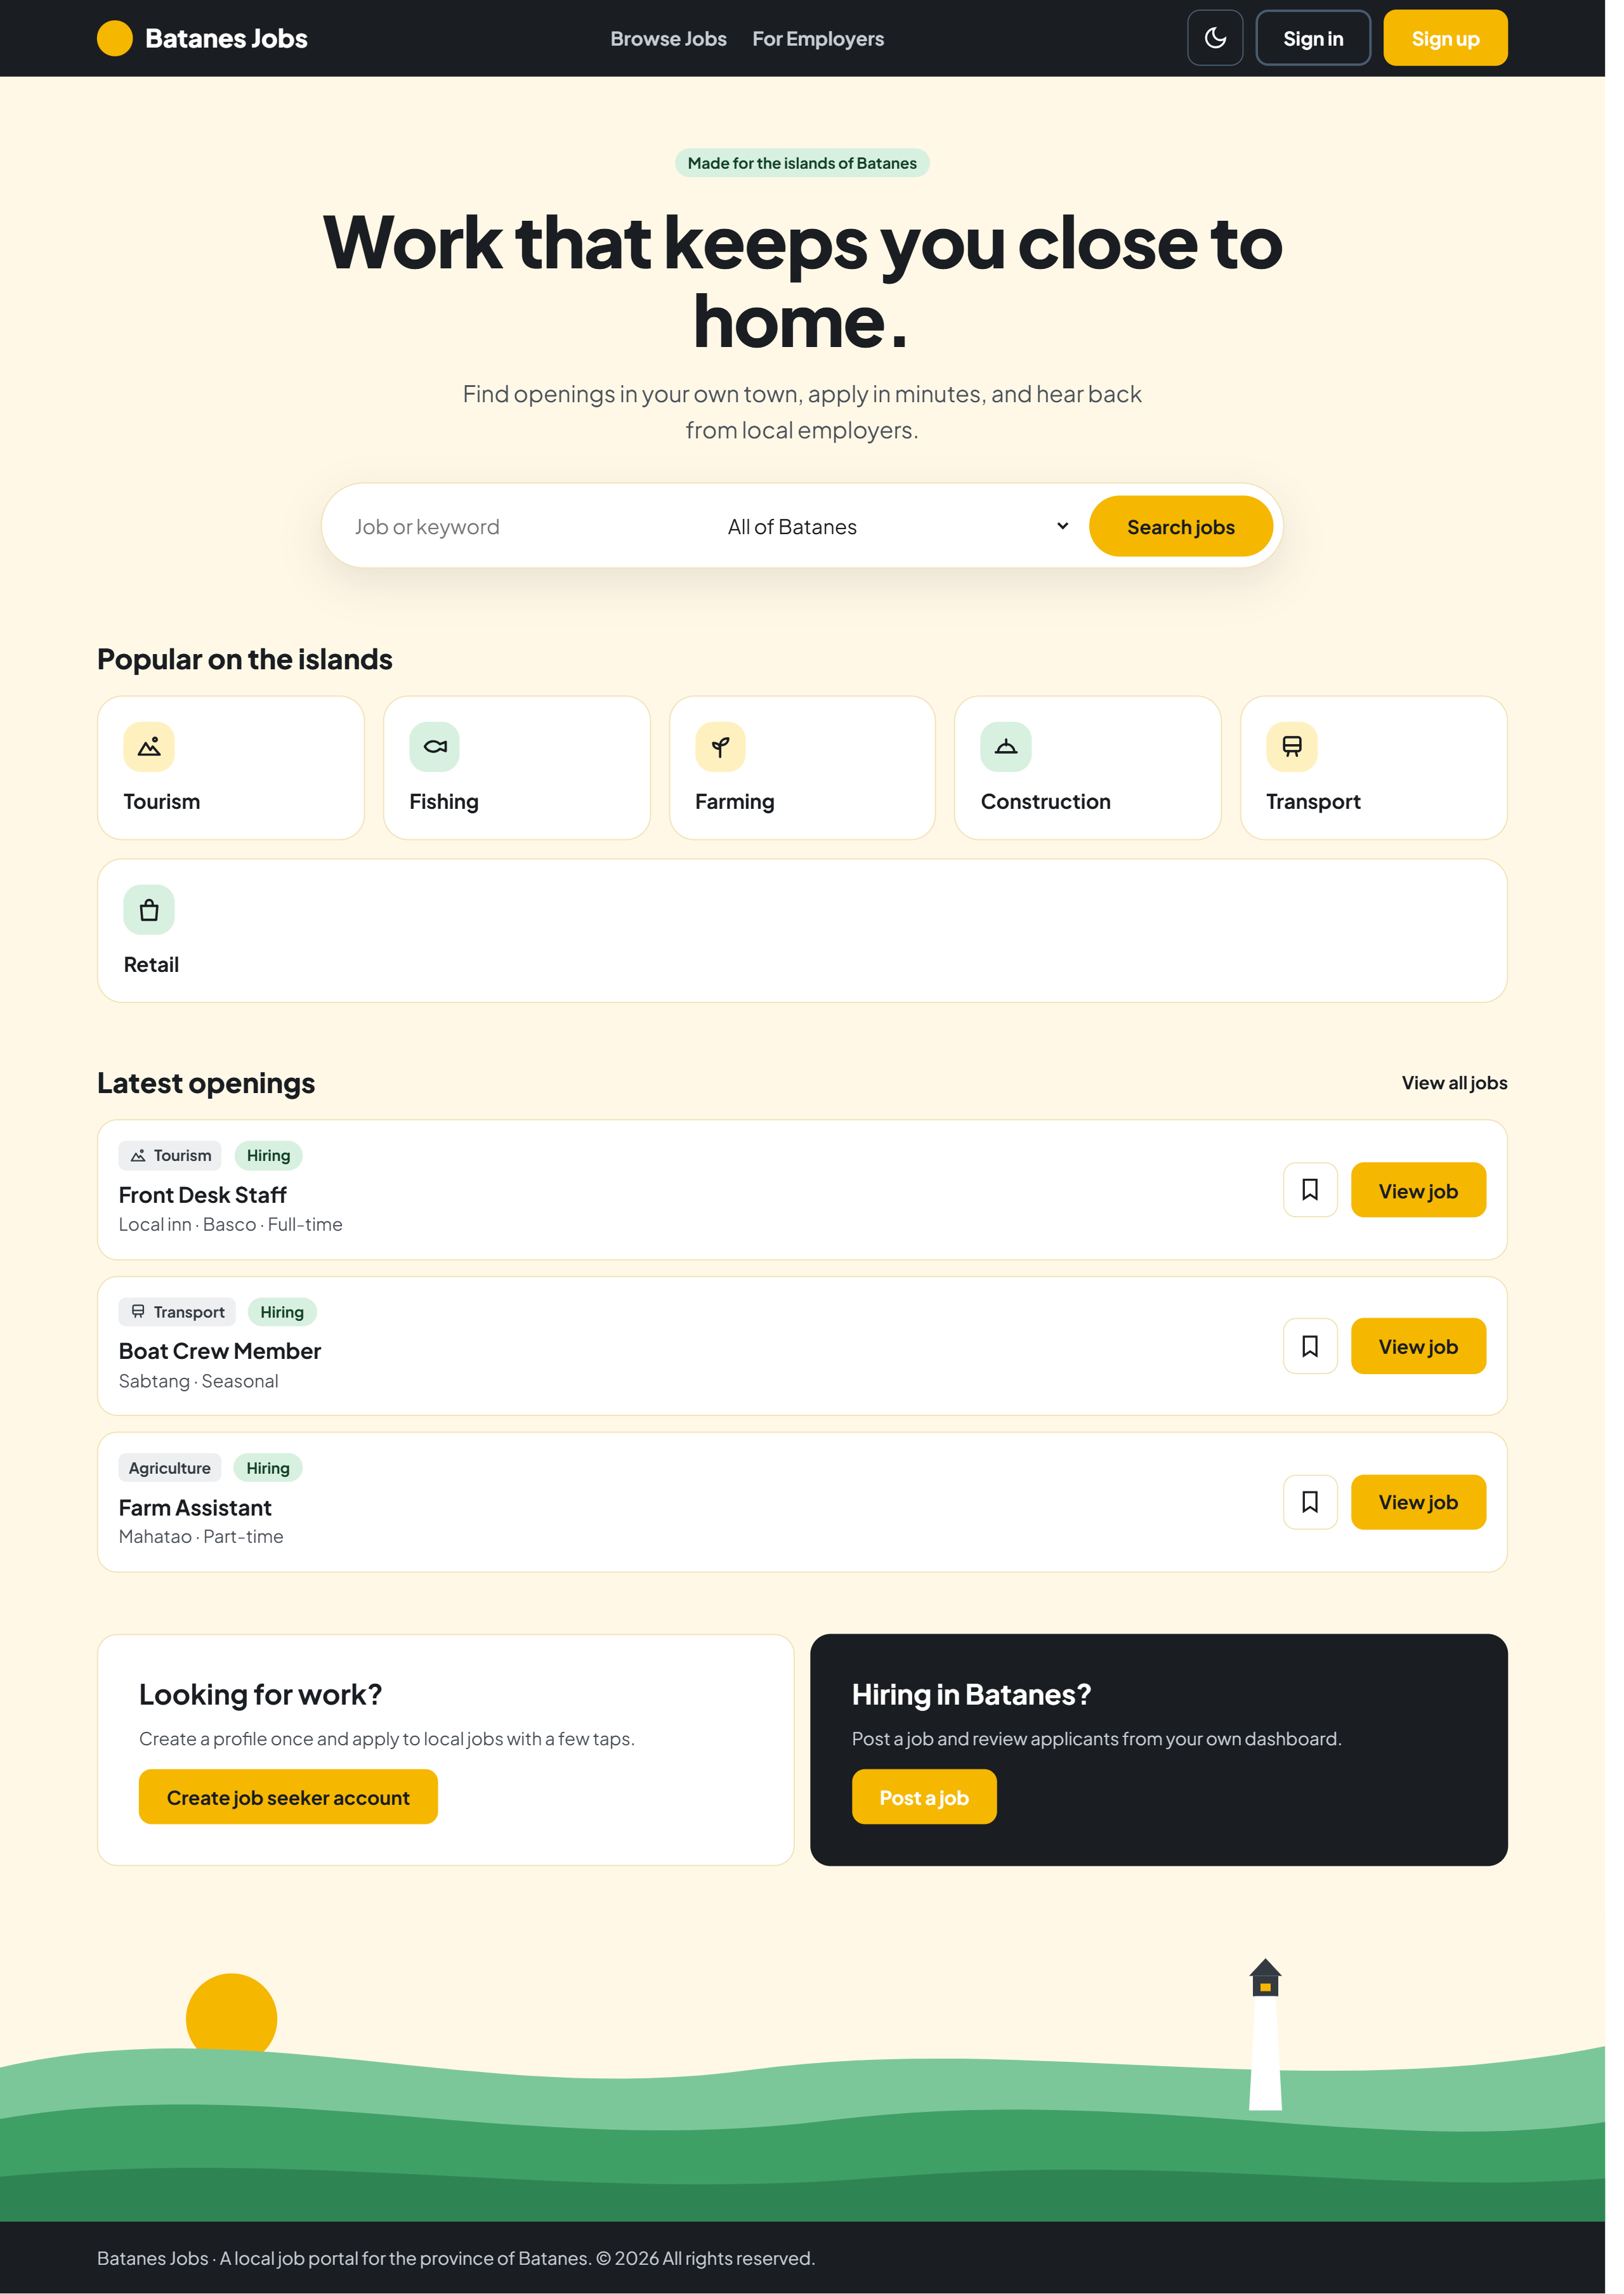 Batanes Jobs
Browse Jobs
For Employers
Sign in
Sign up
Made for the islands of Batanes
Work that keeps you close to
home.
Find openings in your own town, apply in minutes, and hear back
from local employers.
Job or keyword
All of Batanes
Search jobs
Popular on the islands
Tourism
Fishing
Farming
Construction
Transport
Retail
Latest openings
View all jobs
Tourism
Hiring
Front Desk Staff
Local inn · Basco · Full-time
View job
Transport
Hiring
Boat Crew Member
Sabtang · Seasonal
View job
Agriculture
Hiring
Farm Assistant
Mahatao · Part-time
View job
Looking for work?
Create a profile once and apply to local jobs with a few taps.
Create job seeker account
Hiring in Batanes?
Post a job and review applicants from your own dashboard.
Post a job
Batanes Jobs · A local job portal for the province of Batanes. © 2026 All rights reserved.